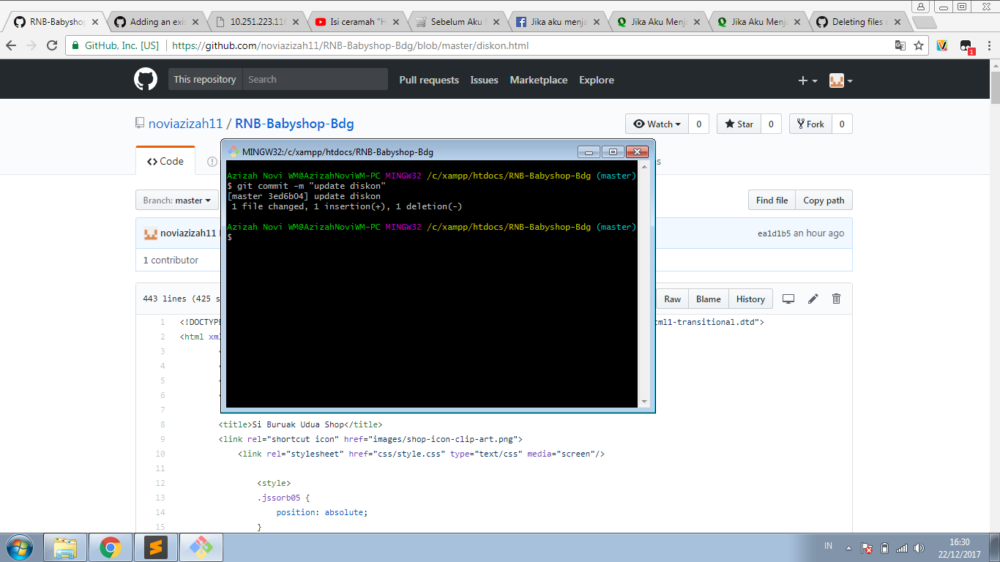 RNB-Babyshop
Adding an exis
10.251.223.116
Isi ceramah "H
Sebelum Aku
Jika aku menja
Jika Aku Menja
Jika Aku Menja
Deleting files
GitHub, Inc. [US]
https://github.com/noviazizah11/RNB-Babyshop-Bdg/blob/master/diskon.html
1
This repository
Search
Pull requests
Issues
Marketplace
Explore
noviazizah11 / RNB-Babyshop-Bdg
Watch 0
Star 0
Fork 0
Code
MINGW32:/c/xampp/htdocs/RNB-Babyshop-Bdg
Azizah Novi WM@AzizahNoviWM-PC MINGW32 /c/xampp/htdocs/RNB-Babyshop-Bdg (master)
$ git commit -m "update diskon"
[master 3ed6b04] update diskon
1 file changed, 1 insertion(+), 1 deletion(-)
Azizah Novi WM@AzizahNoviWM-PC MINGW32 /c/xampp/htdocs/RNB-Babyshop-Bdg (master)
$
Branch: master
Find file
Copy path
noviazizah11
ea1d1b5 an hour ago
1 contributor
443 lines (425 s
Raw
Blame
History
1 <!DOCTYPE
ml1-transitional.dtd">
2 <html xml
3 <
4 <
5 <
6 <
7
8 <title>Si Buruak Udua Shop</title>
9 <link rel="shortcut icon" href="images/shop-icon-clip-art.png">
10 <link rel="stylesheet" href="css/style.css" type="text/css" media="screen"/>
11
12 <style>
13 .jssorb05 {
14 position: absolute;
15 }
IN
16:30
22/12/2017